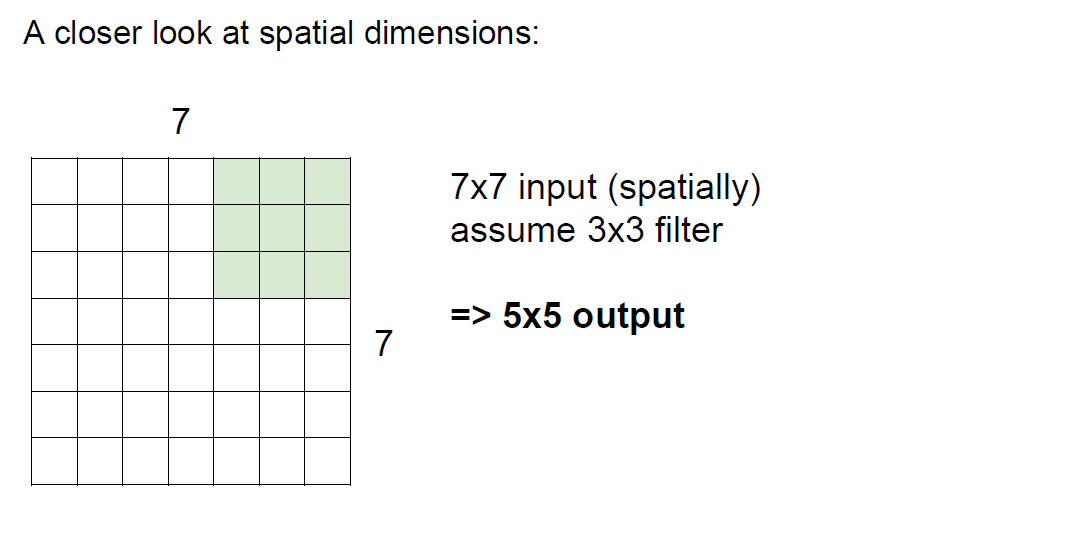 A closer look at spatial dimensions:
7
7x7 input (spatially)
assume 3x3 filter
=> 5x5 output
7